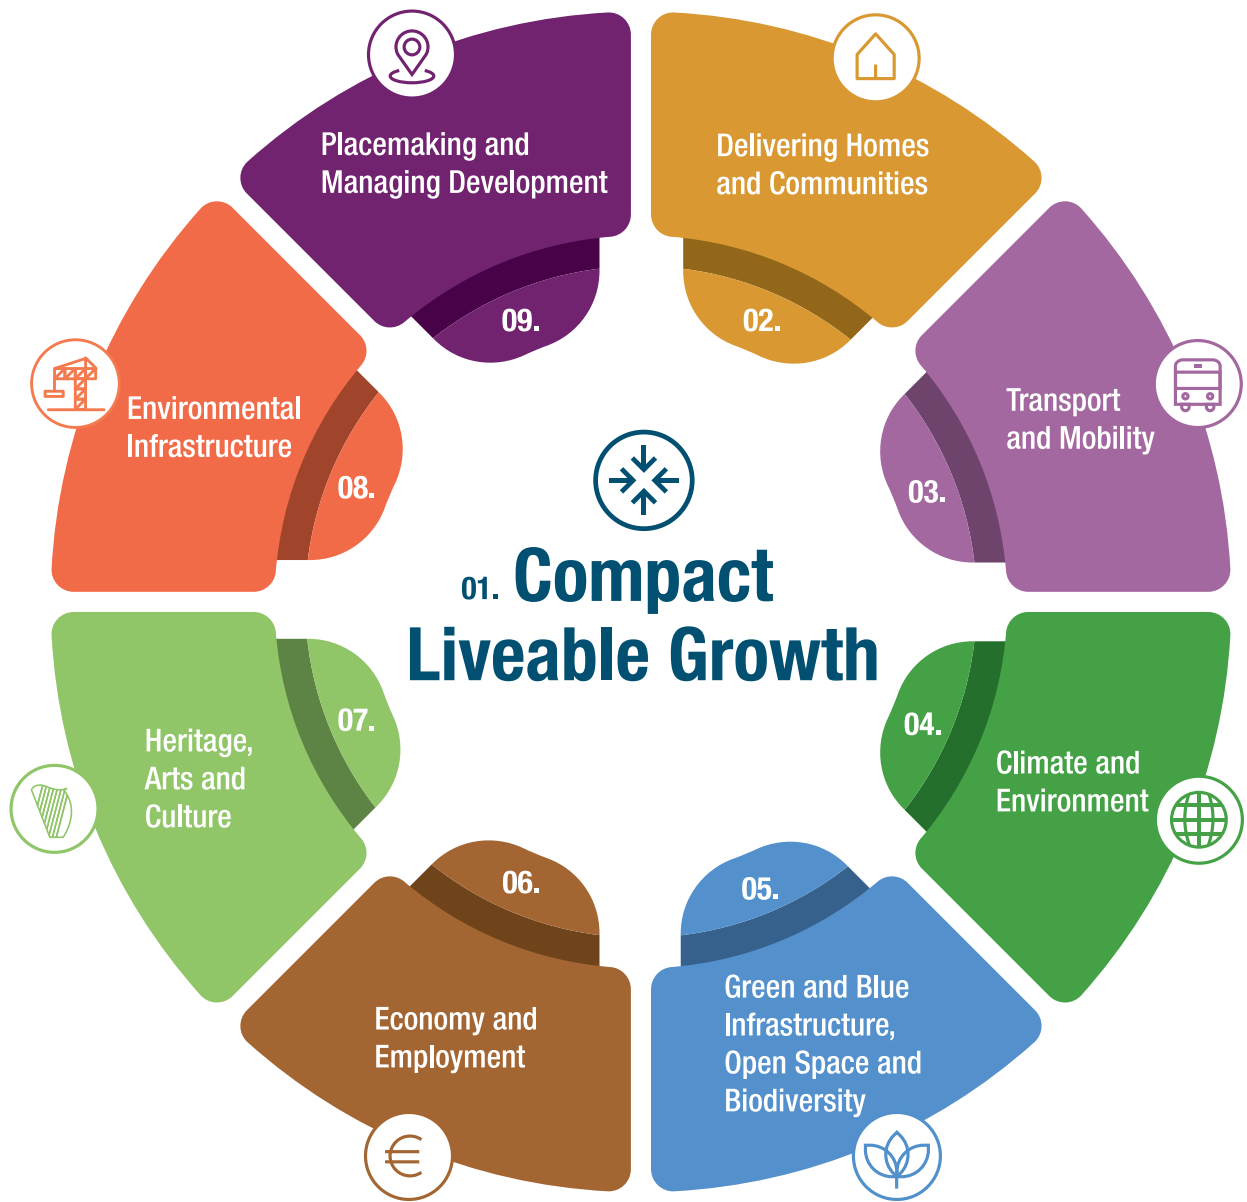 01. Compact
Liveable Growth
Delivering Homes
and Communities
02.
Transport
and Mobility
03.
Climate and
Environment
04.
Green and Blue
Infrastructure,
Open Space and
Biodiversity
05.
Economy and
Employment
06.
Heritage,
Arts and
Culture
07.
Environmental
Infrastructure
08.
Placemaking and
Managing Development
09.